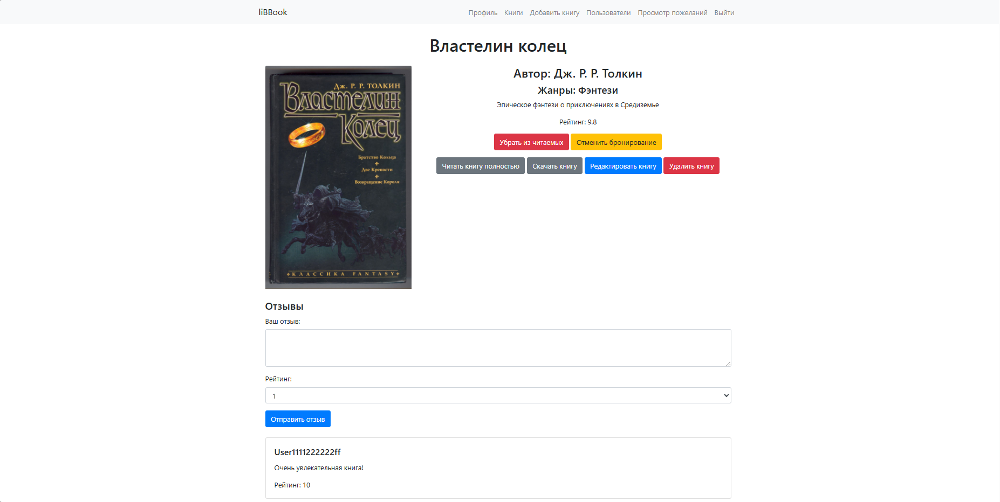 liBBook
Профиль Книги Добавить книгу Пользователи Просмотр пожеланий Выйти
Властелин колец
Дж. Р. Р. ТОЛКИН
Властелин
Колец
Братство Кольца
Две Крепости
Возвращение Короля
КЛАССИКА FANTASY
Автор: Дж. Р. Р. Толкин
Жанры: Фэнтези
Эпическое фэнтези о приключениях в Средиземье
Рейтинг: 9.8
Убрать из читаемых Отменить бронирование
Читать книгу полностью Скачать книгу Редактировать книгу Удалить книгу
Отзывы
Ваш отзыв:
Рейтинг:
1
Отправить отзыв
User1111222222ff
Очень увлекательная книга!
Рейтинг: 10